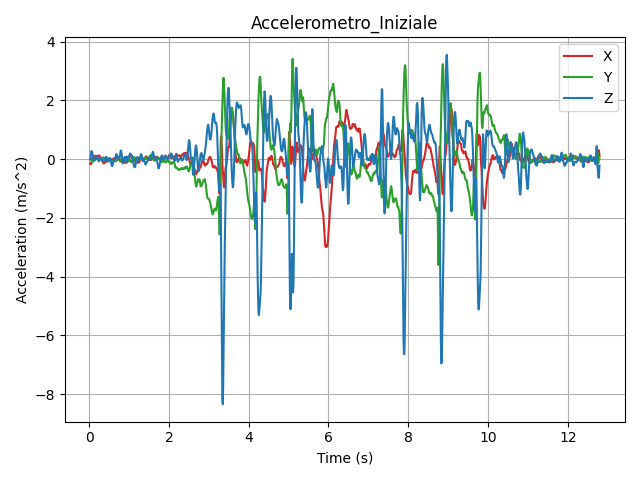 Accelerometro_Iniziale
X
Y
Z
Acceleration (m/s^2)
4
2
0
−2
−4
−6
−8
0 2 4 6 8 10 12
Time (s)